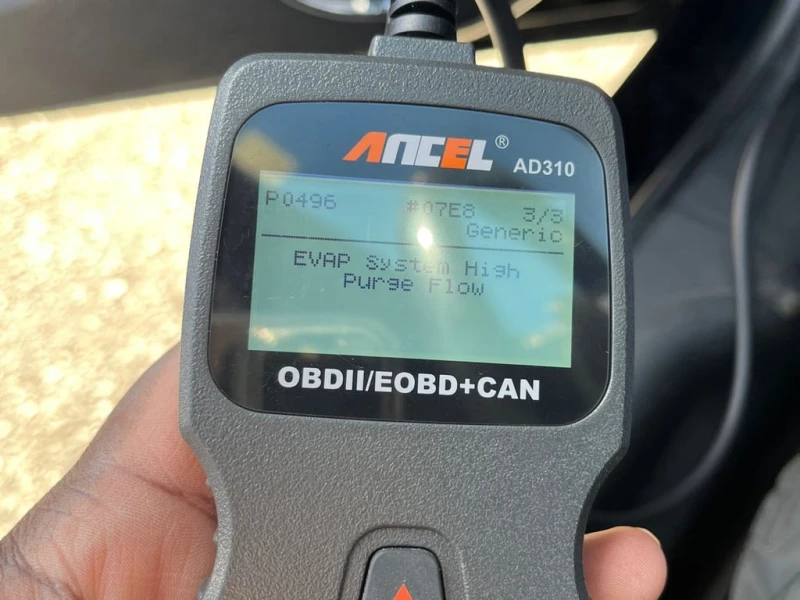 ANCEL® AD310
P0496 #07E8 3/3
Generic
EVAP System High
Purge Flow
OBDII/EOBD+CAN